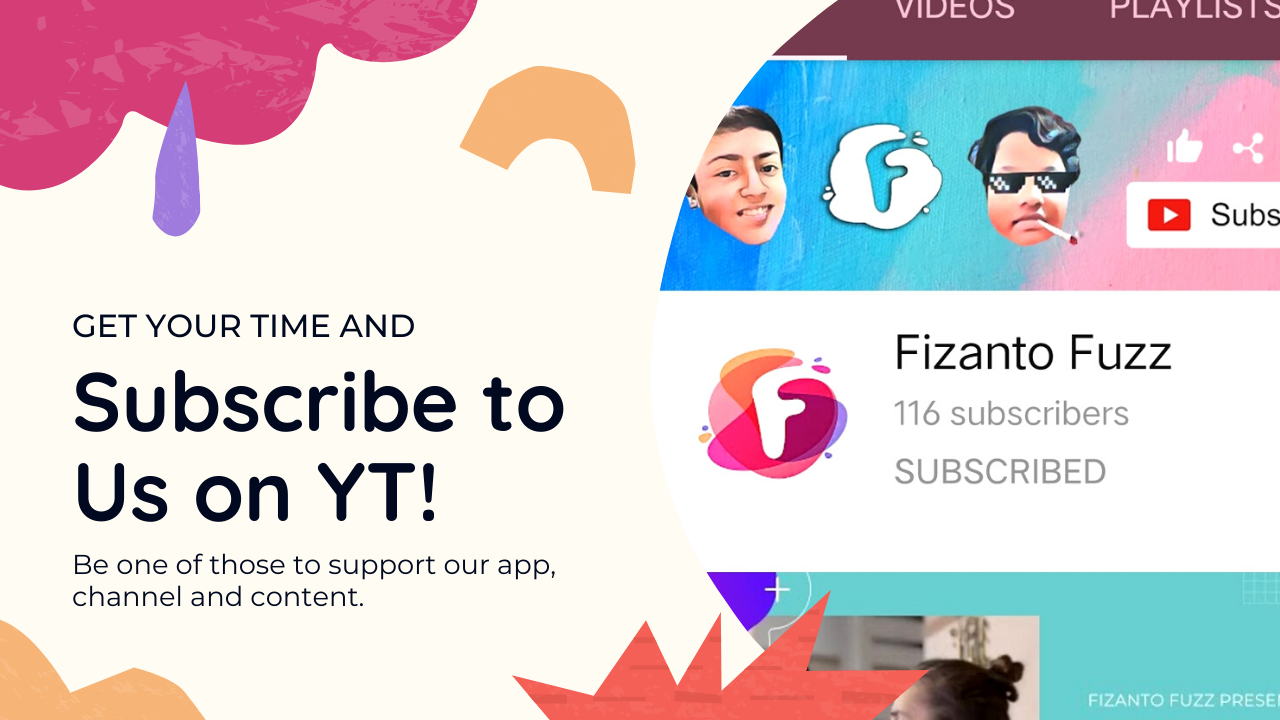 GET YOUR TIME AND
Subscribe to
Us on YT!
Be one of those to support our app,
channel and content.
VIDEOS
PLAYLISTS
F
Subs
Fizanto Fuzz
116 subscribers
SUBSCRIBED
F
FIZANTO FUZZ PRESE